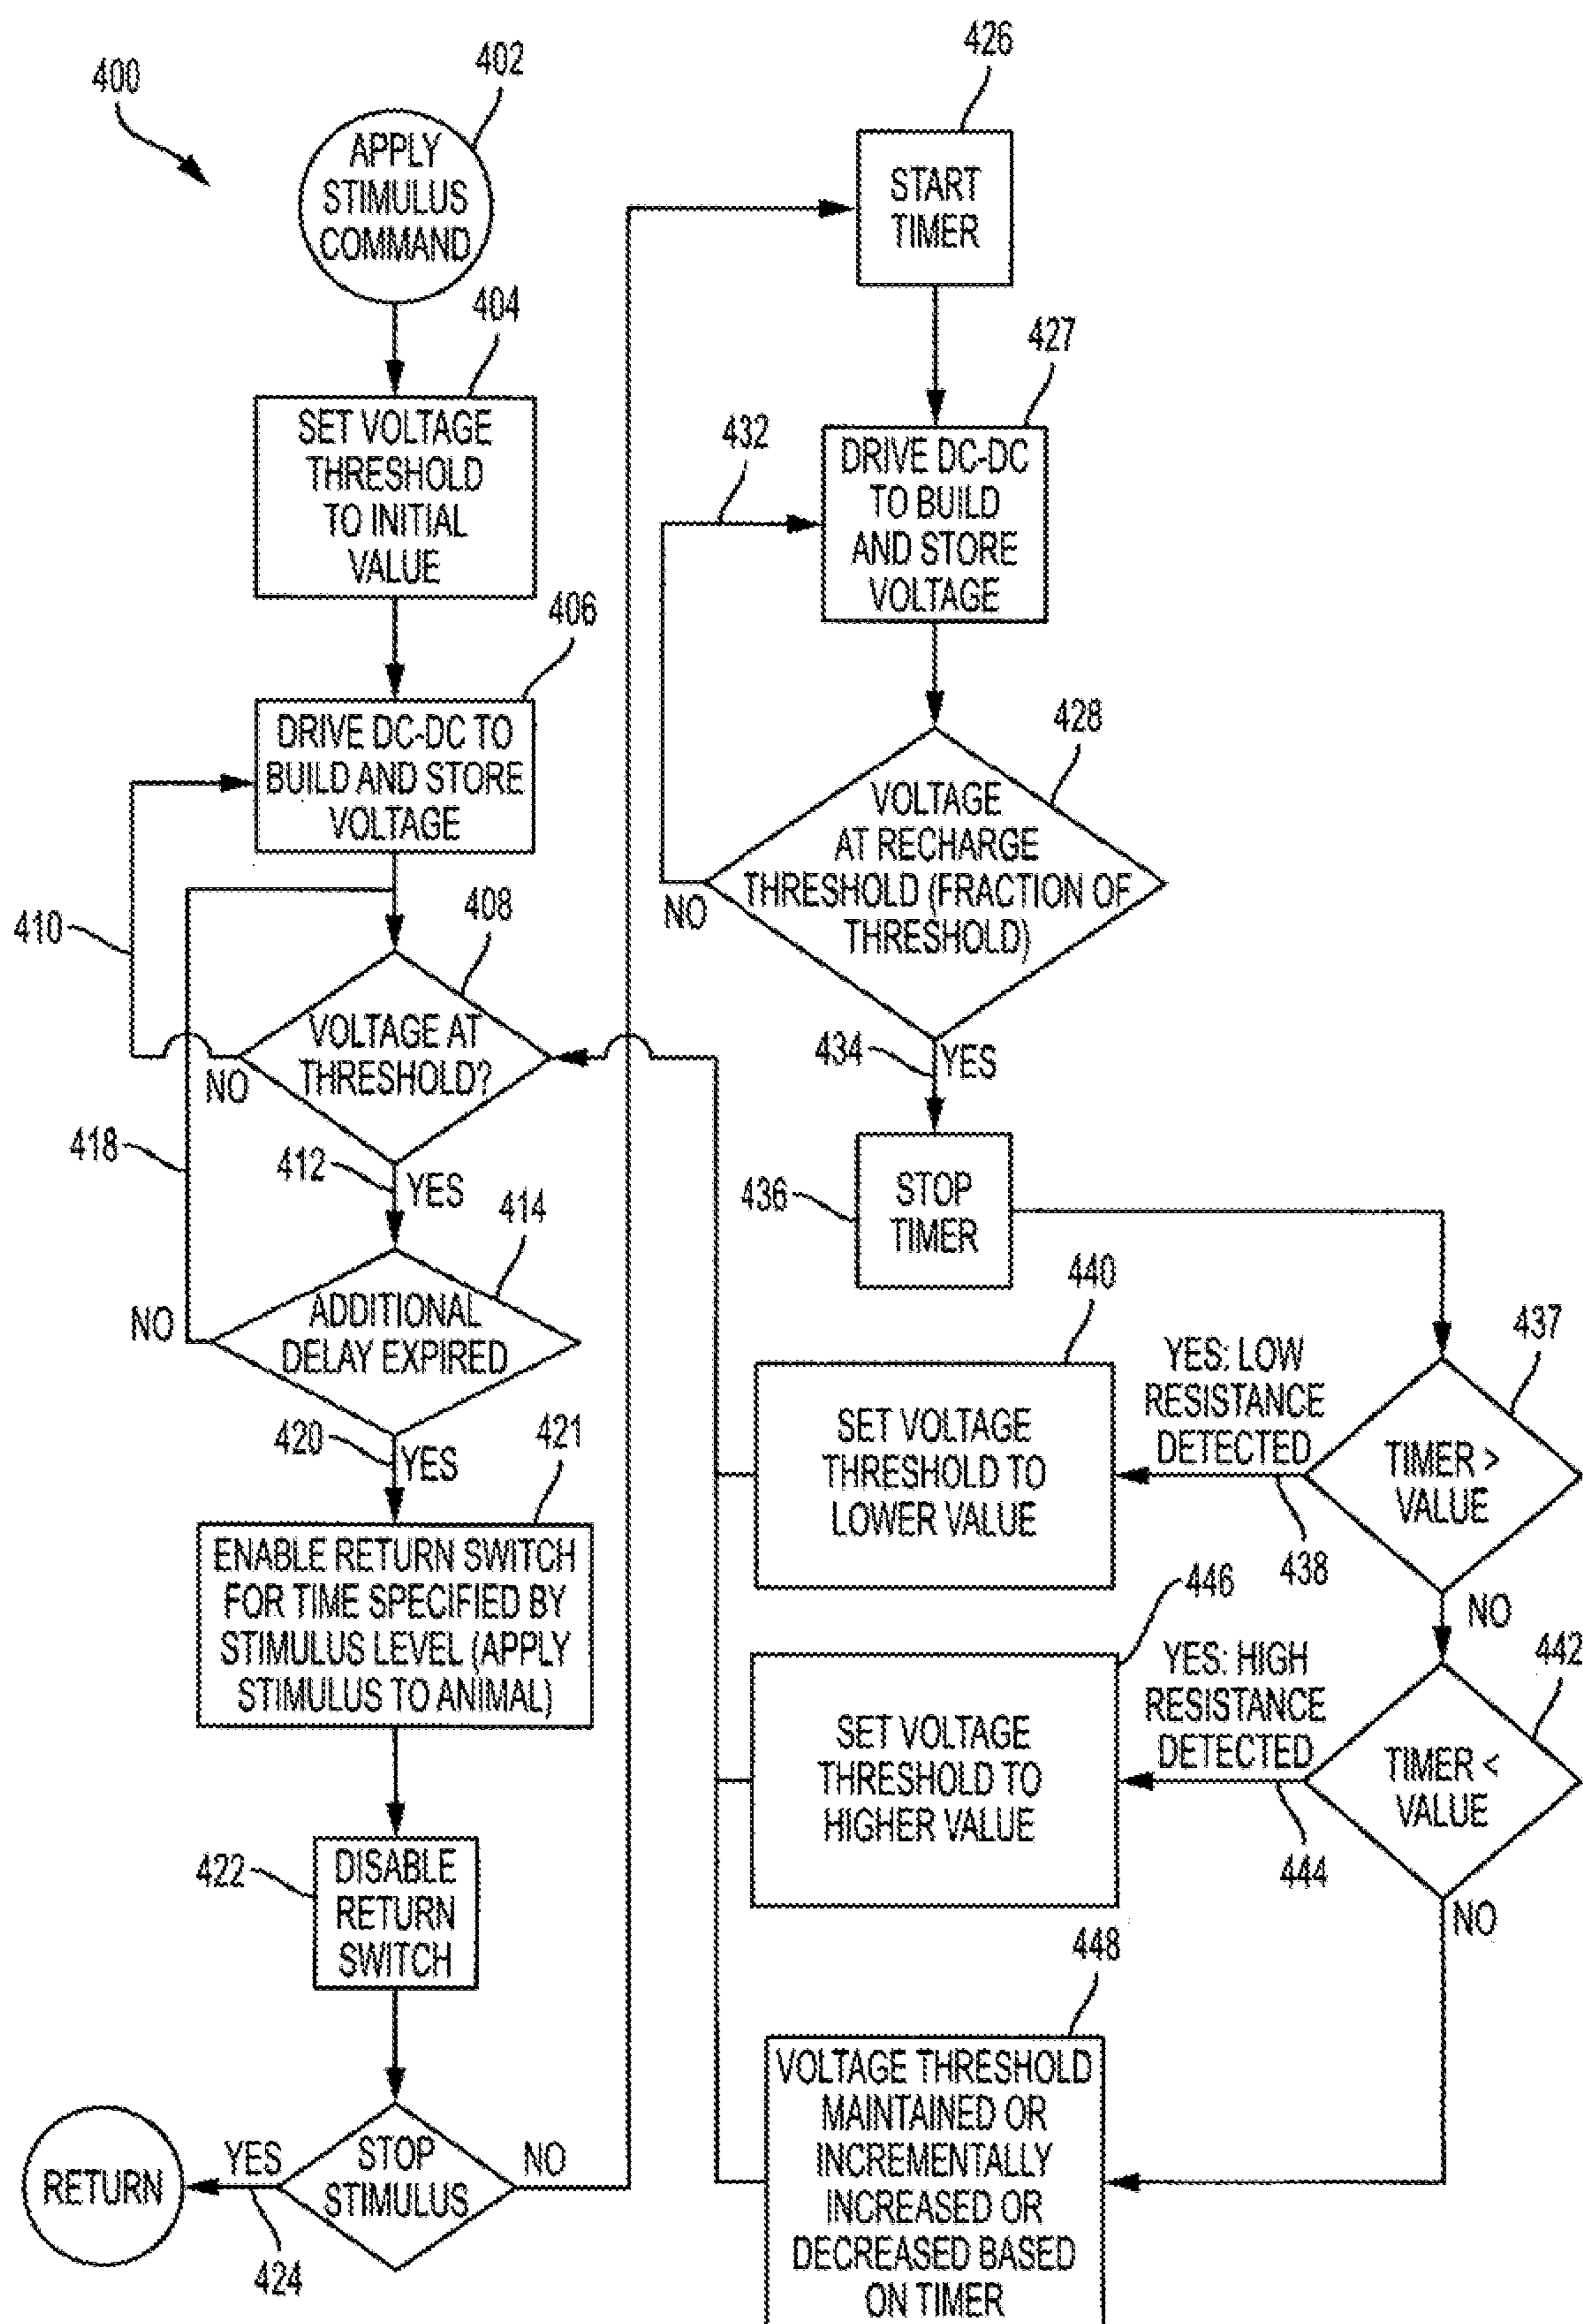 400
402
APPLY
STIMULUS
COMMAND
404
SET VOLTAGE
THRESHOLD
TO INITIAL
VALUE
406
DRIVE DC-DC TO
BUILD AND STORE
VOLTAGE
408
410
VOLTAGE AT
THRESHOLD?
NO
418
412
YES
414
ADDITIONAL
DELAY EXPIRED
NO
420
YES
421
ENABLE RETURN SWITCH
FOR TIME SPECIFIED BY
STIMULUS LEVEL (APPLY
STIMULUS TO ANIMAL)
422
DISABLE
RETURN
SWITCH
STOP
STIMULUS
YES
NO
RETURN
424
426
START
TIMER
427
432
DRIVE DC-DC
TO BUILD
AND STORE
VOLTAGE
428
VOLTAGE
AT RECHARGE
THRESHOLD (FRACTION OF
THRESHOLD)
NO
434
YES
436
STOP
TIMER
437
TIMER >
VALUE
YES: LOW
RESISTANCE
DETECTED
438
NO
440
SET VOLTAGE
THRESHOLD TO
LOWER VALUE
442
TIMER <
VALUE
YES: HIGH
RESISTANCE
DETECTED
444
NO
446
SET VOLTAGE
THRESHOLD TO
HIGHER VALUE
448
VOLTAGE THRESHOLD
MAINTAINED OR
INCREMENTALLY
INCREASED OR
DECREASED BASED
ON TIMER